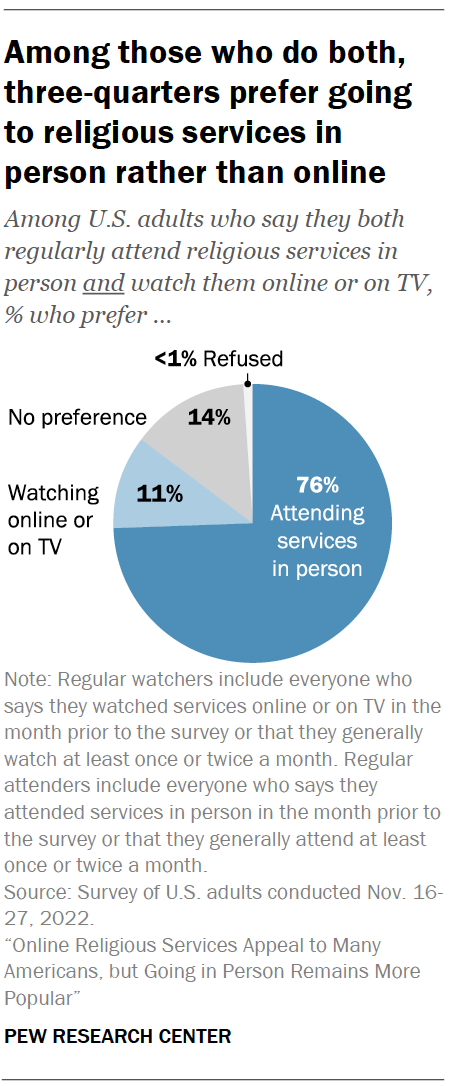 Among those who do both,
three-quarters prefer going
to religious services in
person rather than online
Among U.S. adults who say they both
regularly attend religious services in
person and watch them online or on TV,
% who prefer ...
<1% Refused
No preference
14%
Watching
online or
on TV
11%
76%
Attending
services
in person
Note: Regular watchers include everyone who
says they watched services online or on TV in the
month prior to the survey or that they generally
watch at least once or twice a month. Regular
attenders include everyone who says they
attended services in person in the month prior to
the survey or that they generally attend at least
once or twice a month.
Source: Survey of U.S. adults conducted Nov. 16-
27, 2022.
“Online Religious Services Appeal to Many
Americans, but Going in Person Remains More
Popular”
PEW RESEARCH CENTER